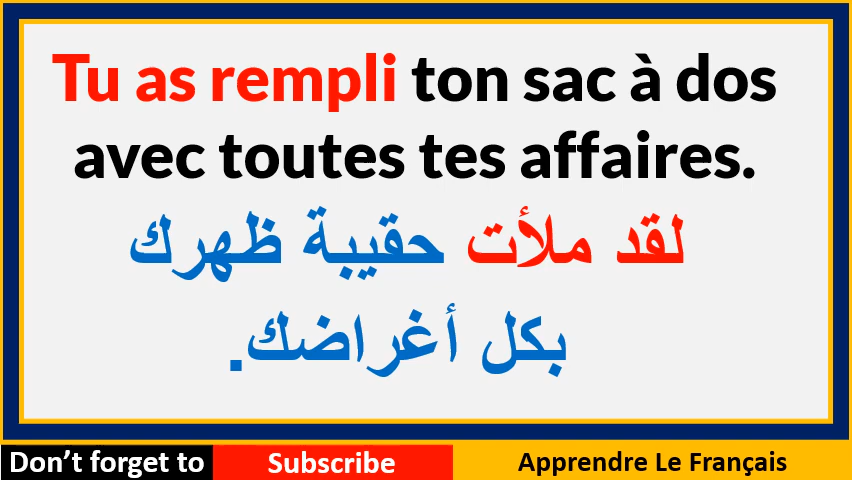 Tu as rempli ton sac à dos
avec toutes tes affaires.
لقد ملأت حقيبة ظهرك
بكل أغراضك.
Don’t forget to Subscribe Apprendre Le Français